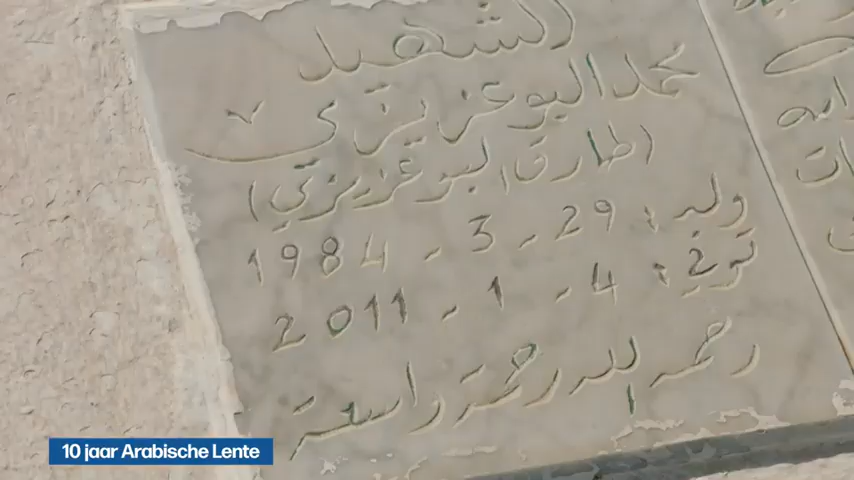 الشهيد
محمد البوعزيزي
(طارق البوعزيزي)
ولد : 29 - 3 - 1984
توفي : 4 - 1 - 2011
رحمه الله رحمة واسعة
10 jaar Arabische Lente